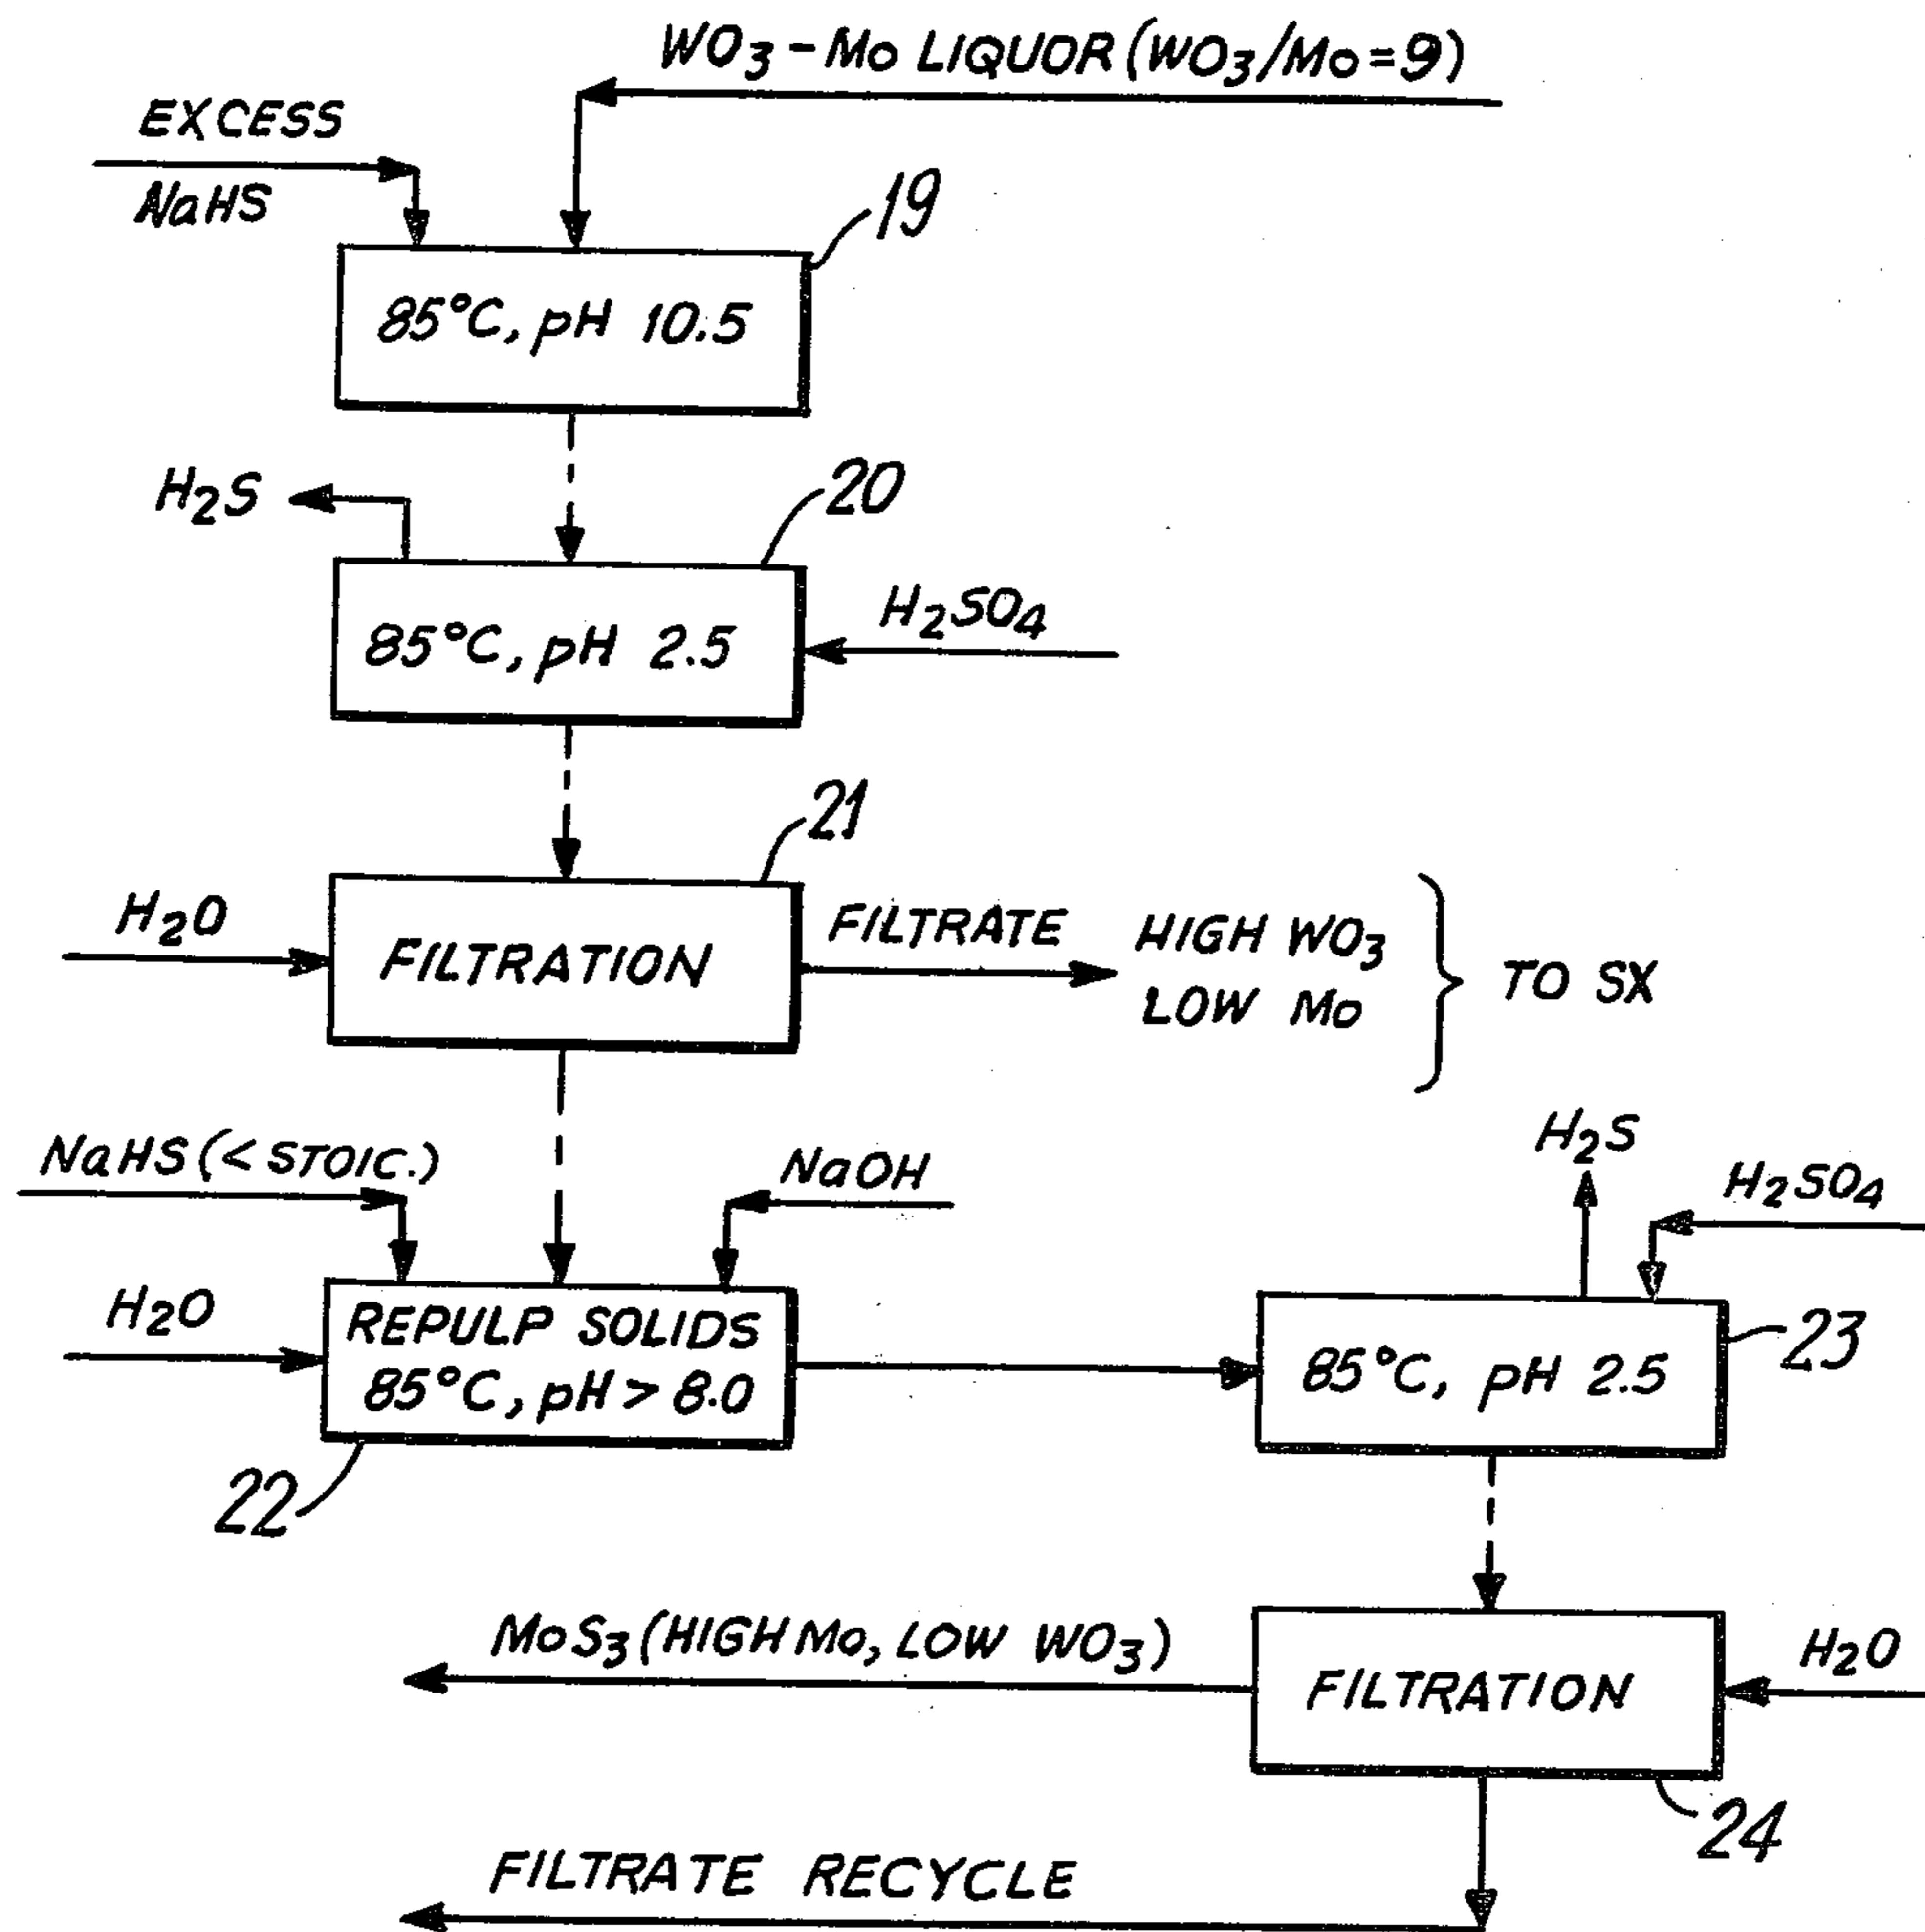 WO3-Mo LIQUOR (WO3/Mo=9)
EXCESS
NaHS
19
85°C, pH 10.5
H2S
20
85°C, pH 2.5
H2SO4
21
H2O
FILTRATION
FILTRATE
HIGH WO3
LOW Mo
TO SX
NaHS (< STOIC.)
NaOH
H2O
REPULP SOLIDS
85°C, pH > 8.0
22
H2S
H2SO4
85°C, pH 2.5
23
MoS3 (HIGH Mo, LOW WO3)
FILTRATION
H2O
24
FILTRATE RECYCLE